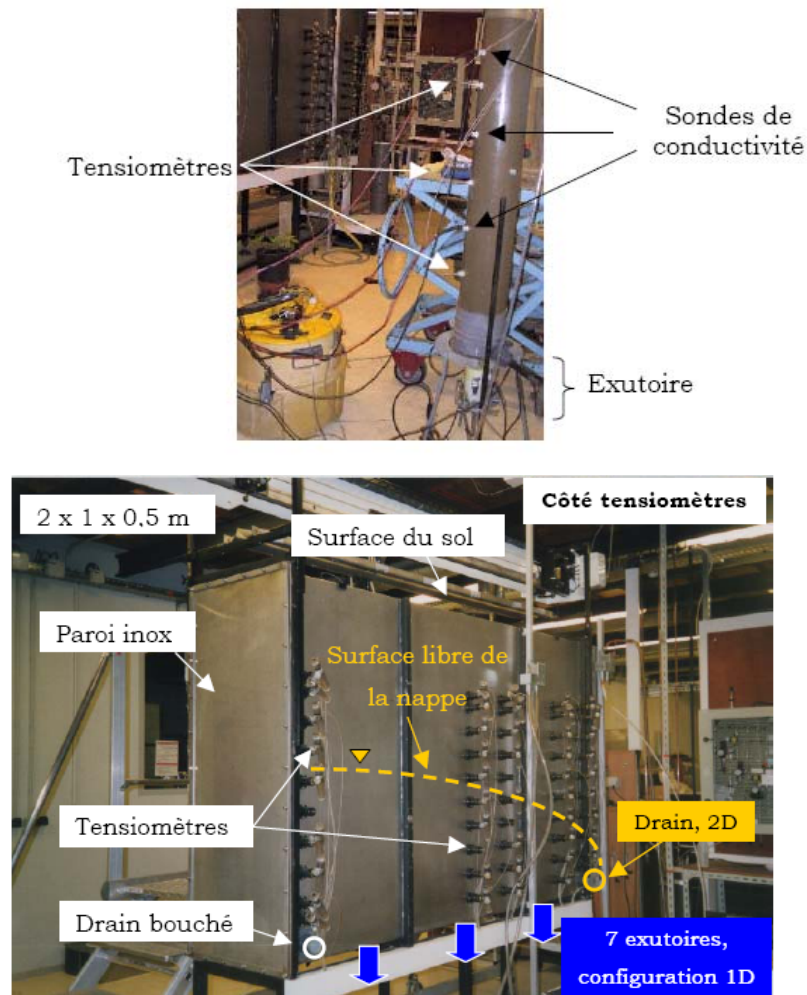 Tensiomètres
Sondes de
conductivité
Exutoire
2 x 1 x 0,5 m
Côté tensiomètres
Surface du sol
Paroi inox
Surface libre de
la nappe
Tensiomètres
Drain, 2D
Drain bouché
7 exutoires,
configuration 1D